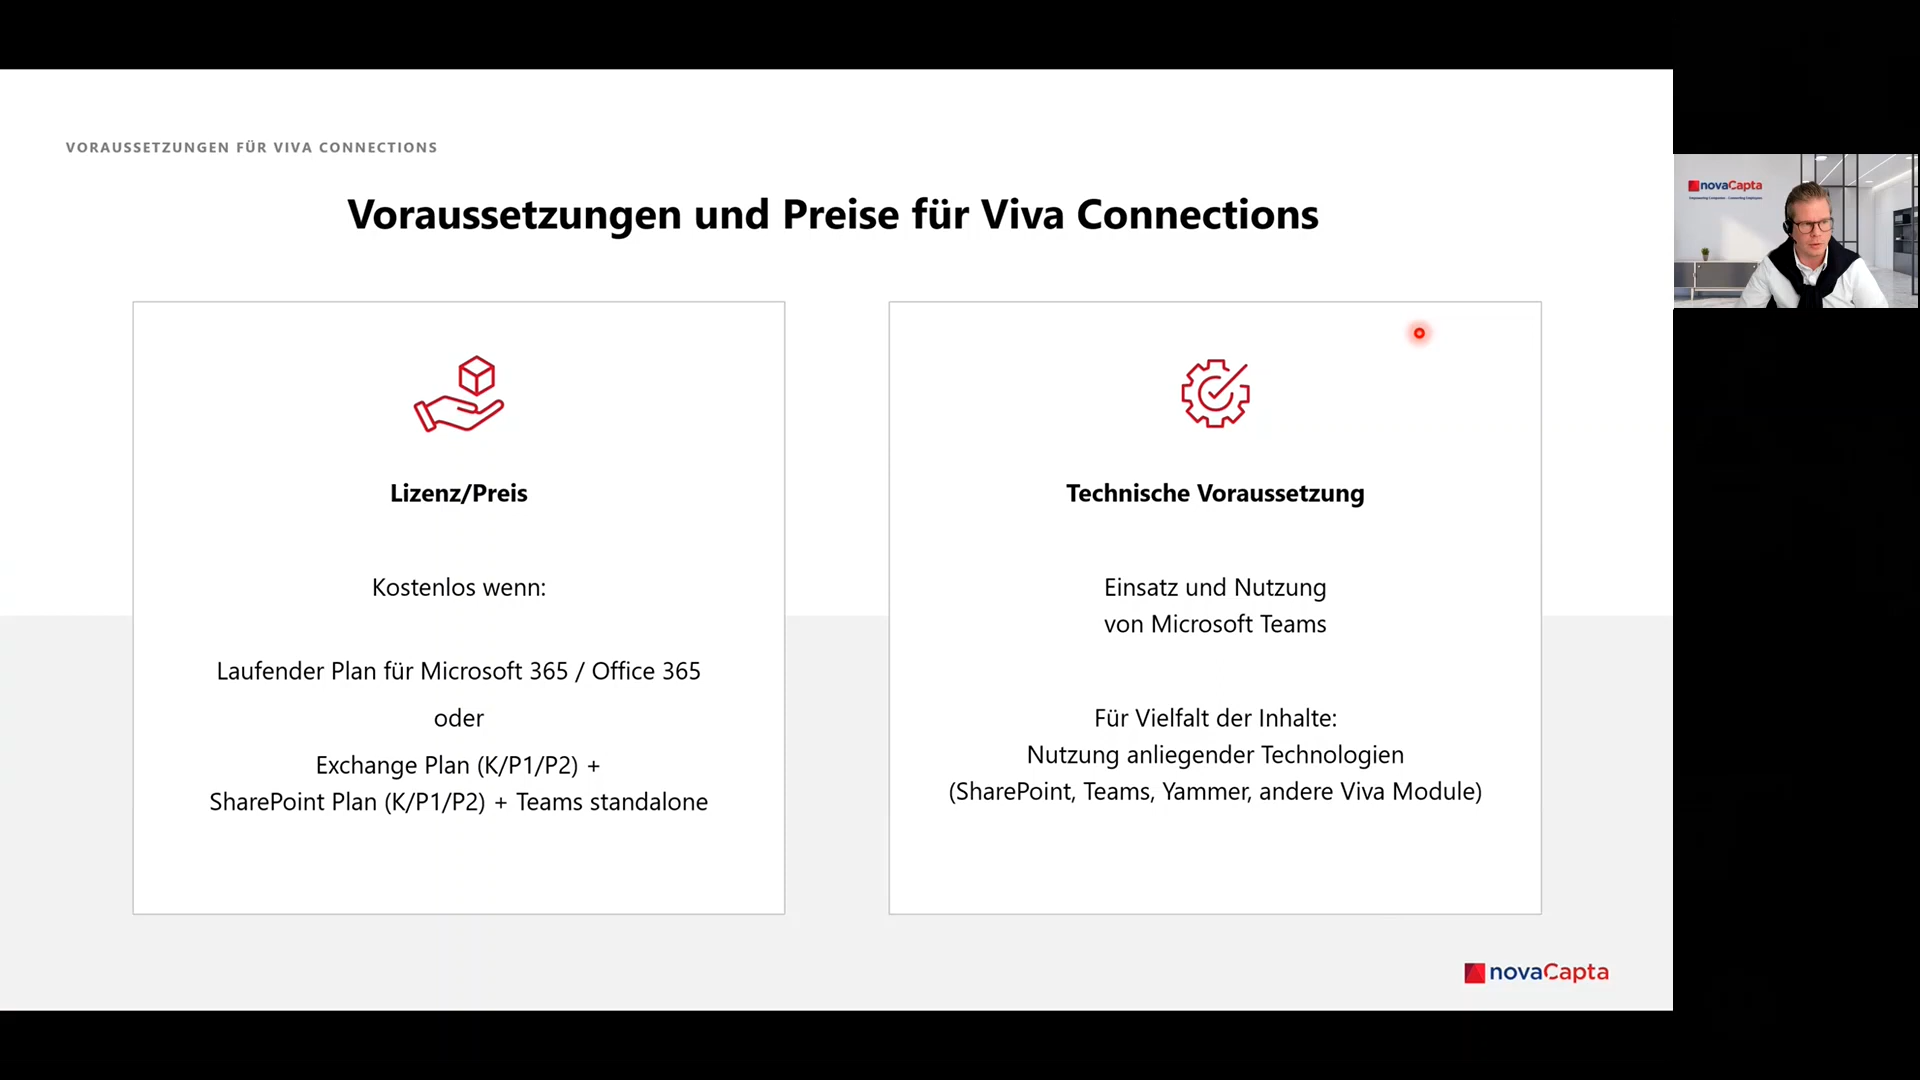 VORAUSSETZUNGEN FÜR VIVA CONNECTIONS
Voraussetzungen und Preise für Viva Connections
Lizenz/Preis
Kostenlos wenn:
Laufender Plan für Microsoft 365 / Office 365
oder
Exchange Plan (K/P1/P2) +
SharePoint Plan (K/P1/P2) + Teams standalone
Technische Voraussetzung
Einsatz und Nutzung
von Microsoft Teams
Für Vielfalt der Inhalte:
Nutzung anliegender Technologien
(SharePoint, Teams, Yammer, andere Viva Module)
novaCapta
novaCapta